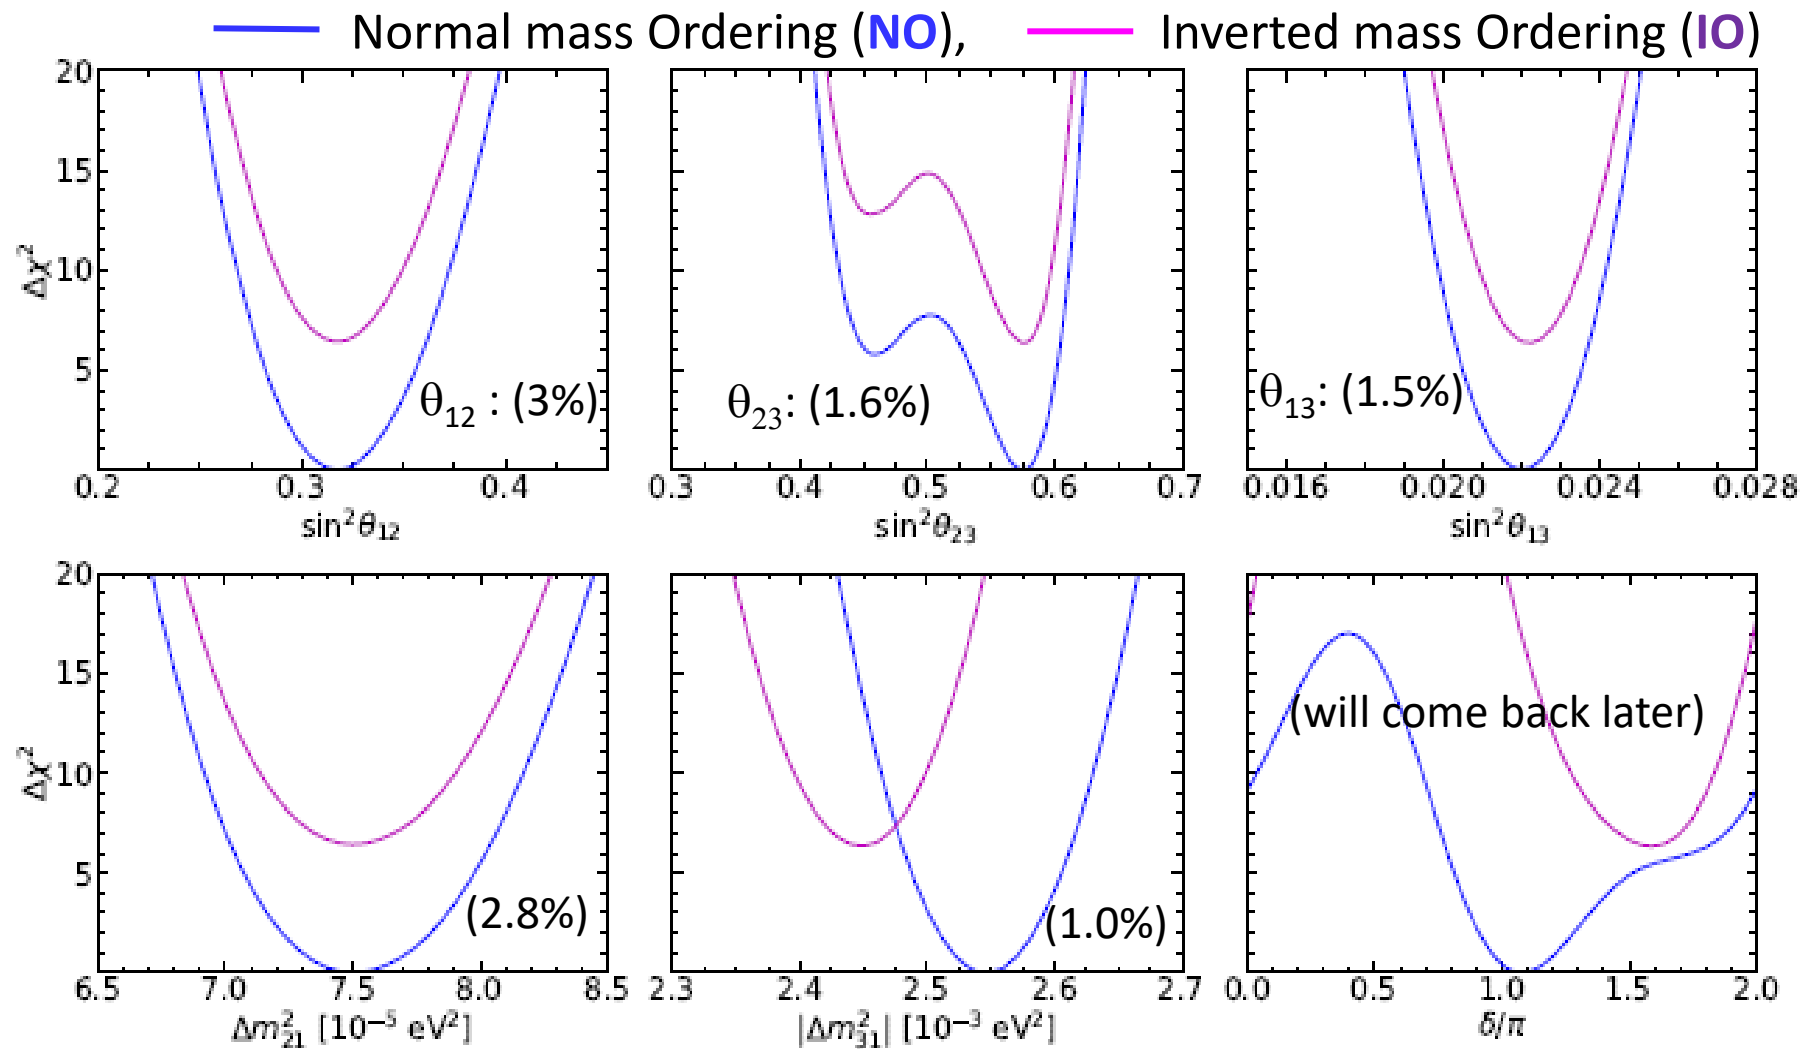 Normal mass Ordering (NO), Inverted mass Ordering (IO)
20
15
10
5
Δχ²
θ₁₂ : (3%)
0.2 0.3 0.4
sin²θ₁₂
θ₂₃: (1.6%)
0.3 0.4 0.5 0.6 0.7
sin²θ₂₃
θ₁₃: (1.5%)
0.016 0.020 0.024 0.028
sin²θ₁₃
20
15
10
5
Δχ²
(2.8%)
6.5 7.0 7.5 8.0 8.5
Δm²₂₁ [10⁻⁵ eV²]
(1.0%)
2.3 2.4 2.5 2.6 2.7
|Δm²₃₁| [10⁻³ eV²]
(will come back later)
0.0 0.5 1.0 1.5 2.0
δ/π